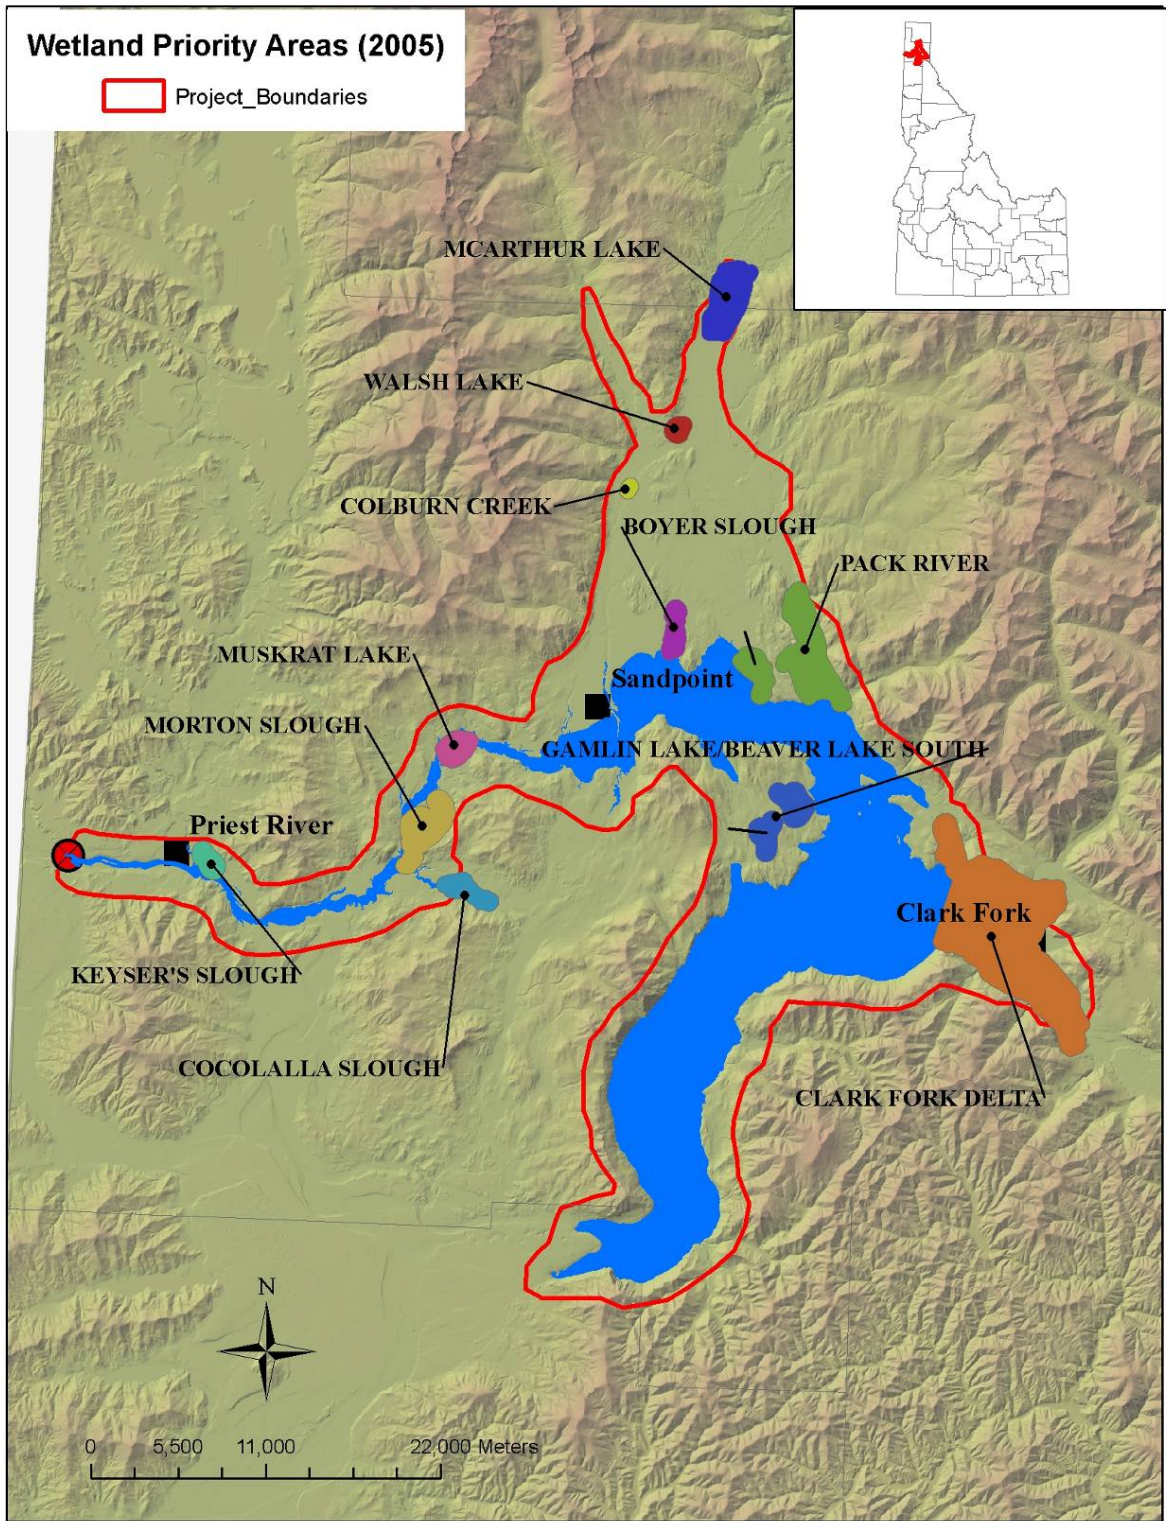 Wetland Priority Areas (2005)
Project_Boundaries
MCARTHUR LAKE
WALSH LAKE
COLBURN CREEK
BOYER SLOUGH
PACK RIVER
MUSKRAT LAKE
Sandpoint
MORTON SLOUGH
GAMLIN LAKE/BEAVER LAKE SOUTH
Priest River
Clark Fork
KEYSER'S SLOUGH
COCOLALLA SLOUGH
CLARK FORK DELTA
N
0 5,500 11,000 22,000 Meters